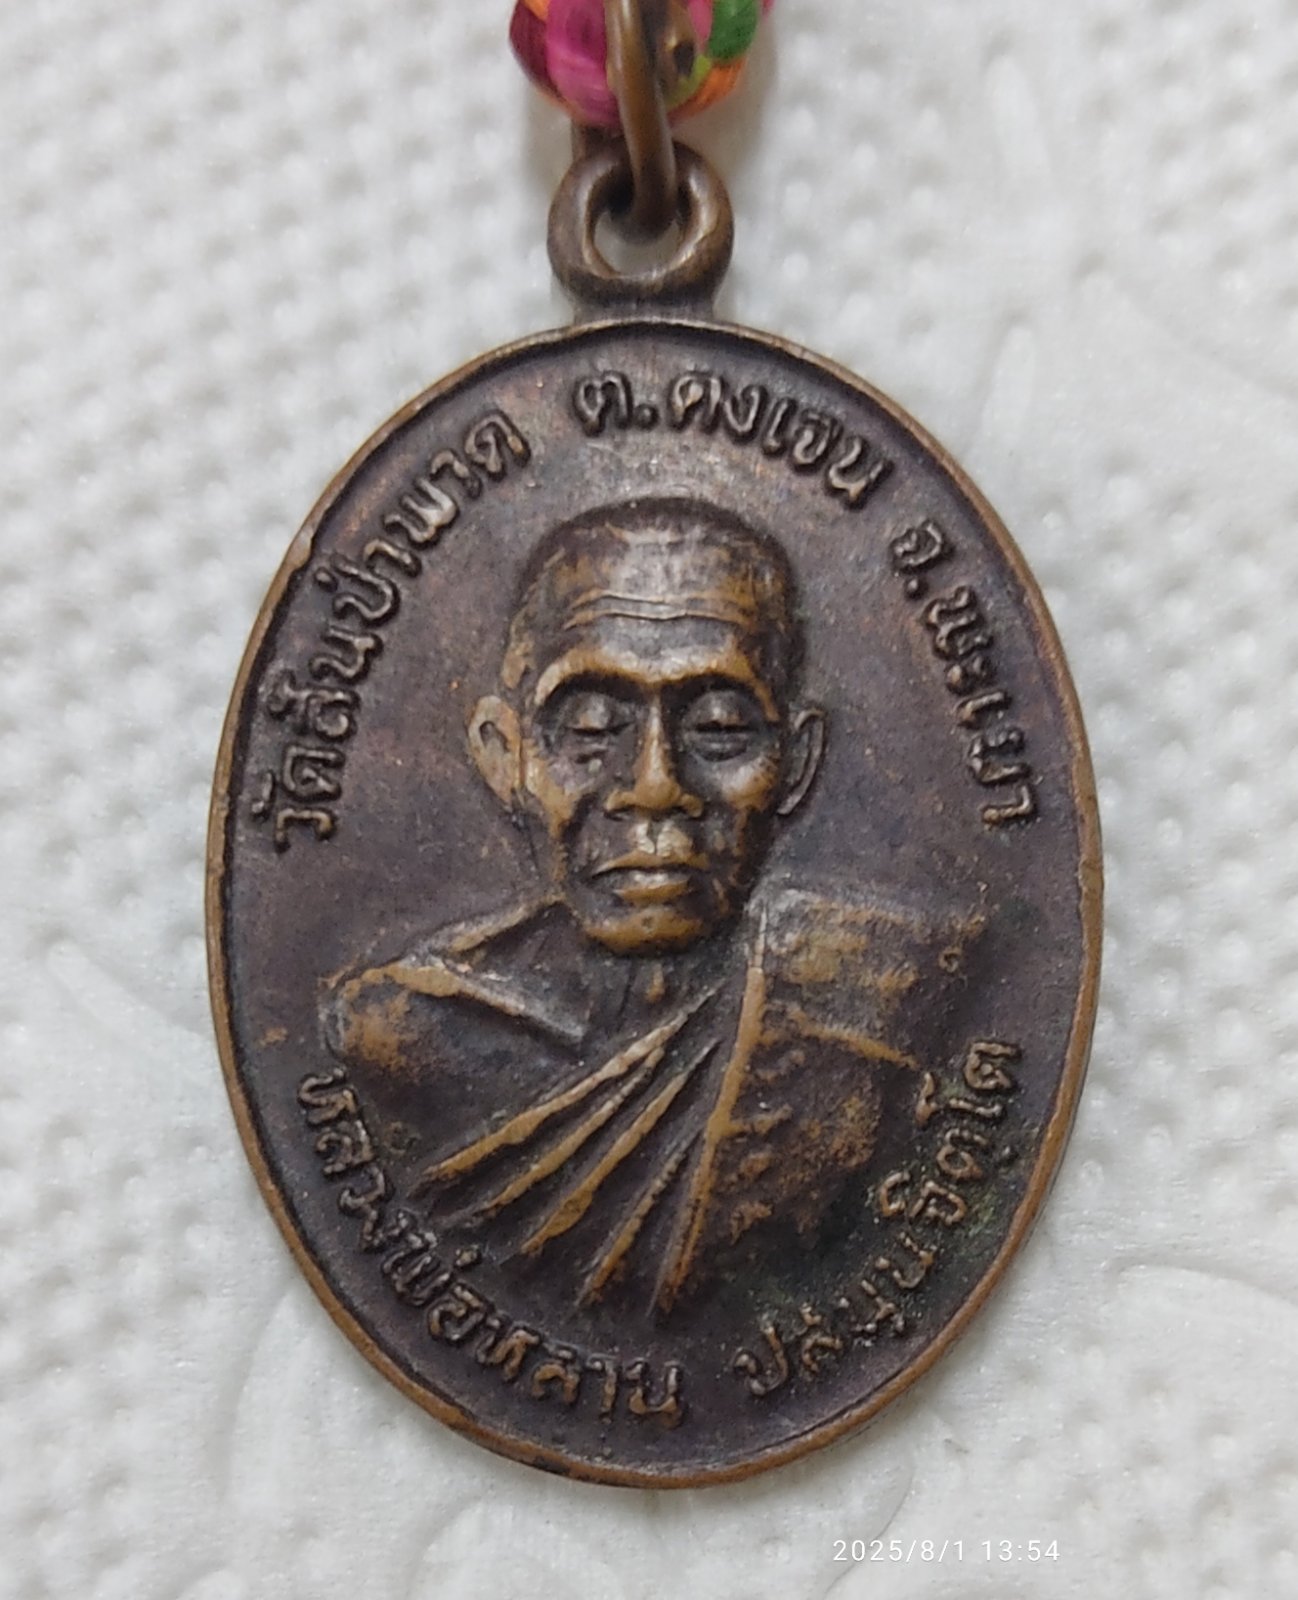 วัดสันป่าพาด ต.ดงเจน จ.พะเยา
หลวงพ่อหลาน ปสนฺนจิตฺโต
2025/8/1 13:54